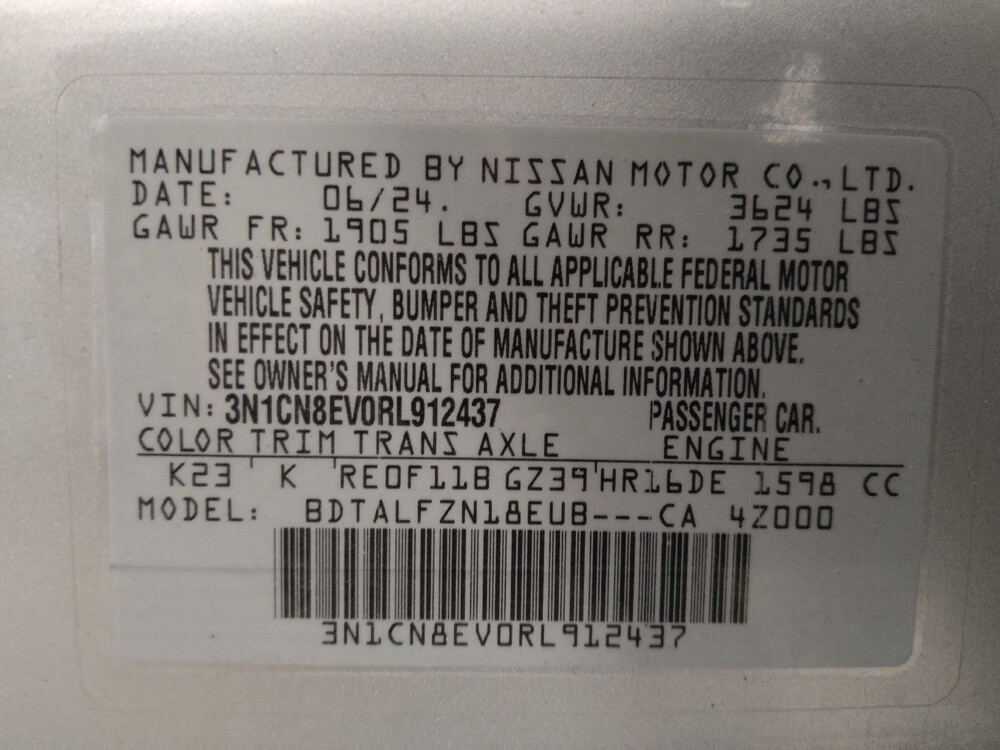 MANUFACTURED BY NISSAN MOTOR CO., LTD.
DATE: 06/24. GVWR: 3624 LBS
GAWR FR: 1905 LBS GAWR RR: 1735 LBS
THIS VEHICLE CONFORMS TO ALL APPLICABLE FEDERAL MOTOR
VEHICLE SAFETY, BUMPER AND THEFT PREVENTION STANDARDS
IN EFFECT ON THE DATE OF MANUFACTURE SHOWN ABOVE.
SEE OWNER'S MANUAL FOR ADDITIONAL INFORMATION.
VIN: 3N1CN8EV0RL912437 PASSENGER CAR.
COLOR TRIM TRANS AXLE ENGINE
K23 K RE0F11B GZ39 HR16DE 1598 CC
MODEL: BDTALFZN18EUB---CA 4Z000
3N1CN8EV0RL912437